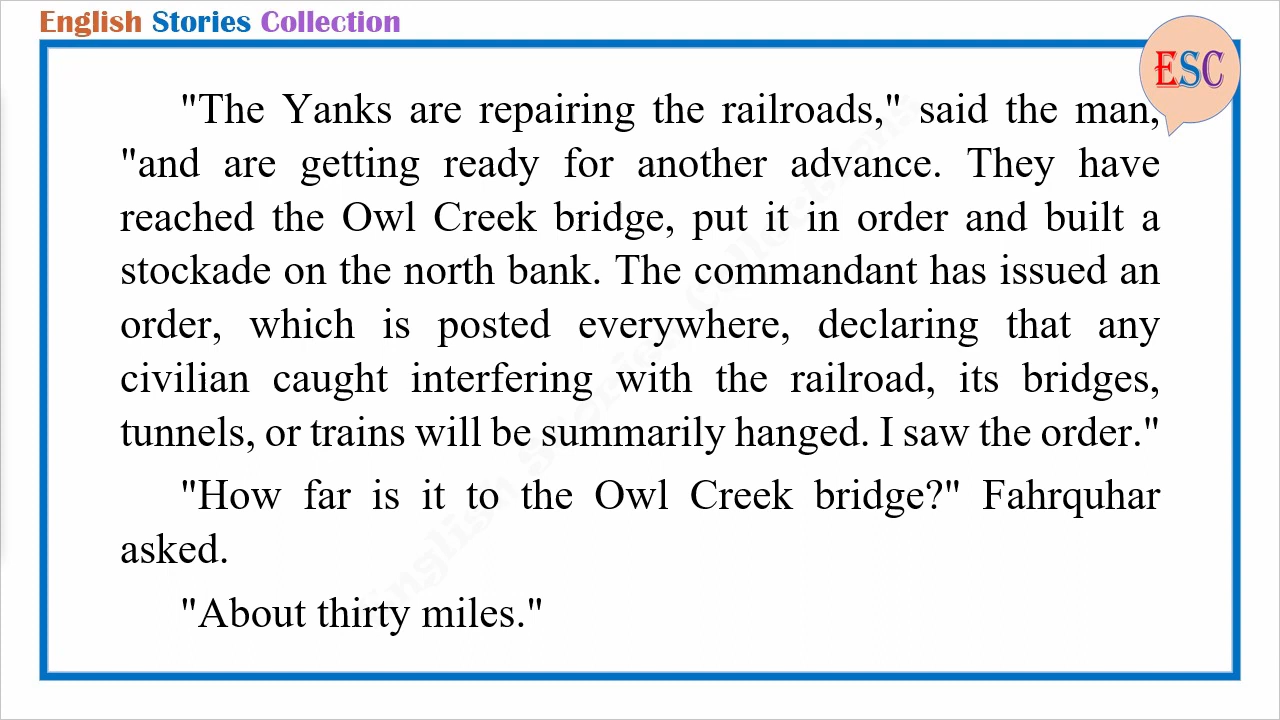 English Stories Collection
ESC
"The Yanks are repairing the railroads," said the man,
"and are getting ready for another advance. They have
reached the Owl Creek bridge, put it in order and built a
stockade on the north bank. The commandant has issued an
order, which is posted everywhere, declaring that any
civilian caught interfering with the railroad, its bridges,
tunnels, or trains will be summarily hanged. I saw the order."
"How far is it to the Owl Creek bridge?" Fahrquhar
asked.
"About thirty miles."
English Stories Collections